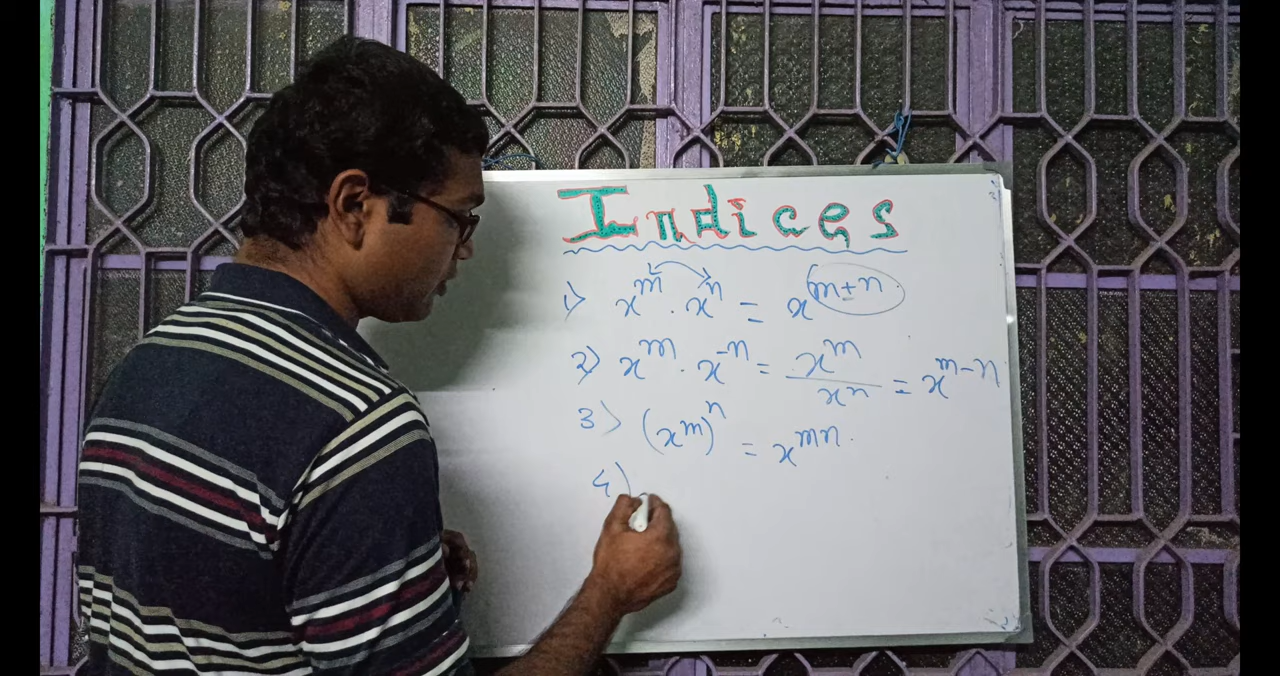 Indices
1) x^m . x^n = x^(m+n)
2) x^m . x^-n = x^m / x^n = x^m-n
3) (x^m)^n = x^mn .
4)